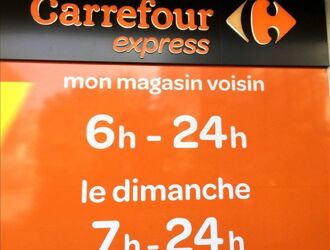 Carrefour
express
mon magasin voisin
6h - 24h
le dimanche
7h - 24h